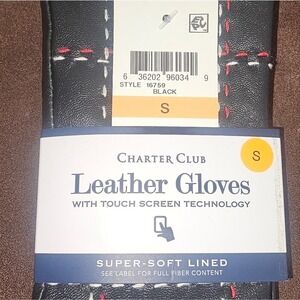 6 36202 96034 9
STYLE 16759
BLACK
S
CHARTER CLUB
S
Leather Gloves
WITH TOUCH SCREEN TECHNOLOGY
SUPER-SOFT LINED
SEE LABEL FOR FULL FIBER CONTENT